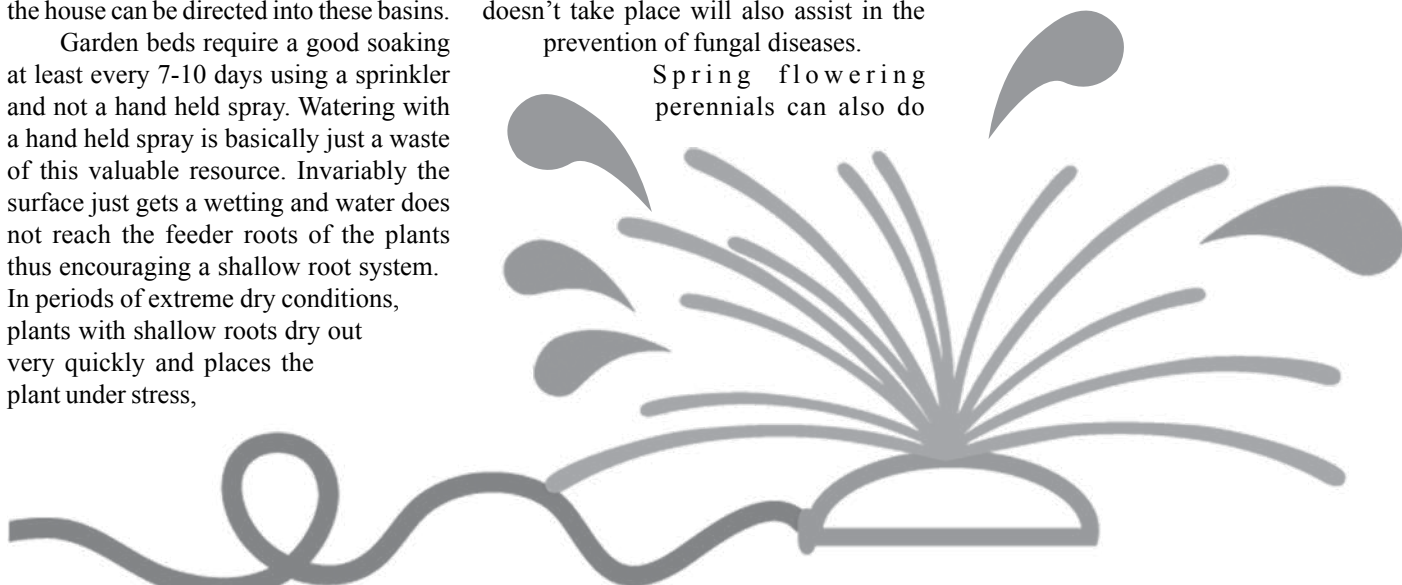 the house can be directed into these basins.
Garden beds require a good soaking
at least every 7-10 days using a sprinkler
and not a hand held spray. Watering with
a hand held spray is basically just a waste
of this valuable resource. Invariably the
surface just gets a wetting and water does
not reach the feeder roots of the plants
thus encouraging a shallow root system.
In periods of extreme dry conditions,
plants with shallow roots dry out
very quickly and places the
plant under stress,
doesn’t take place will also assist in the
prevention of fungal diseases.
Spring flowering
perennials can also do